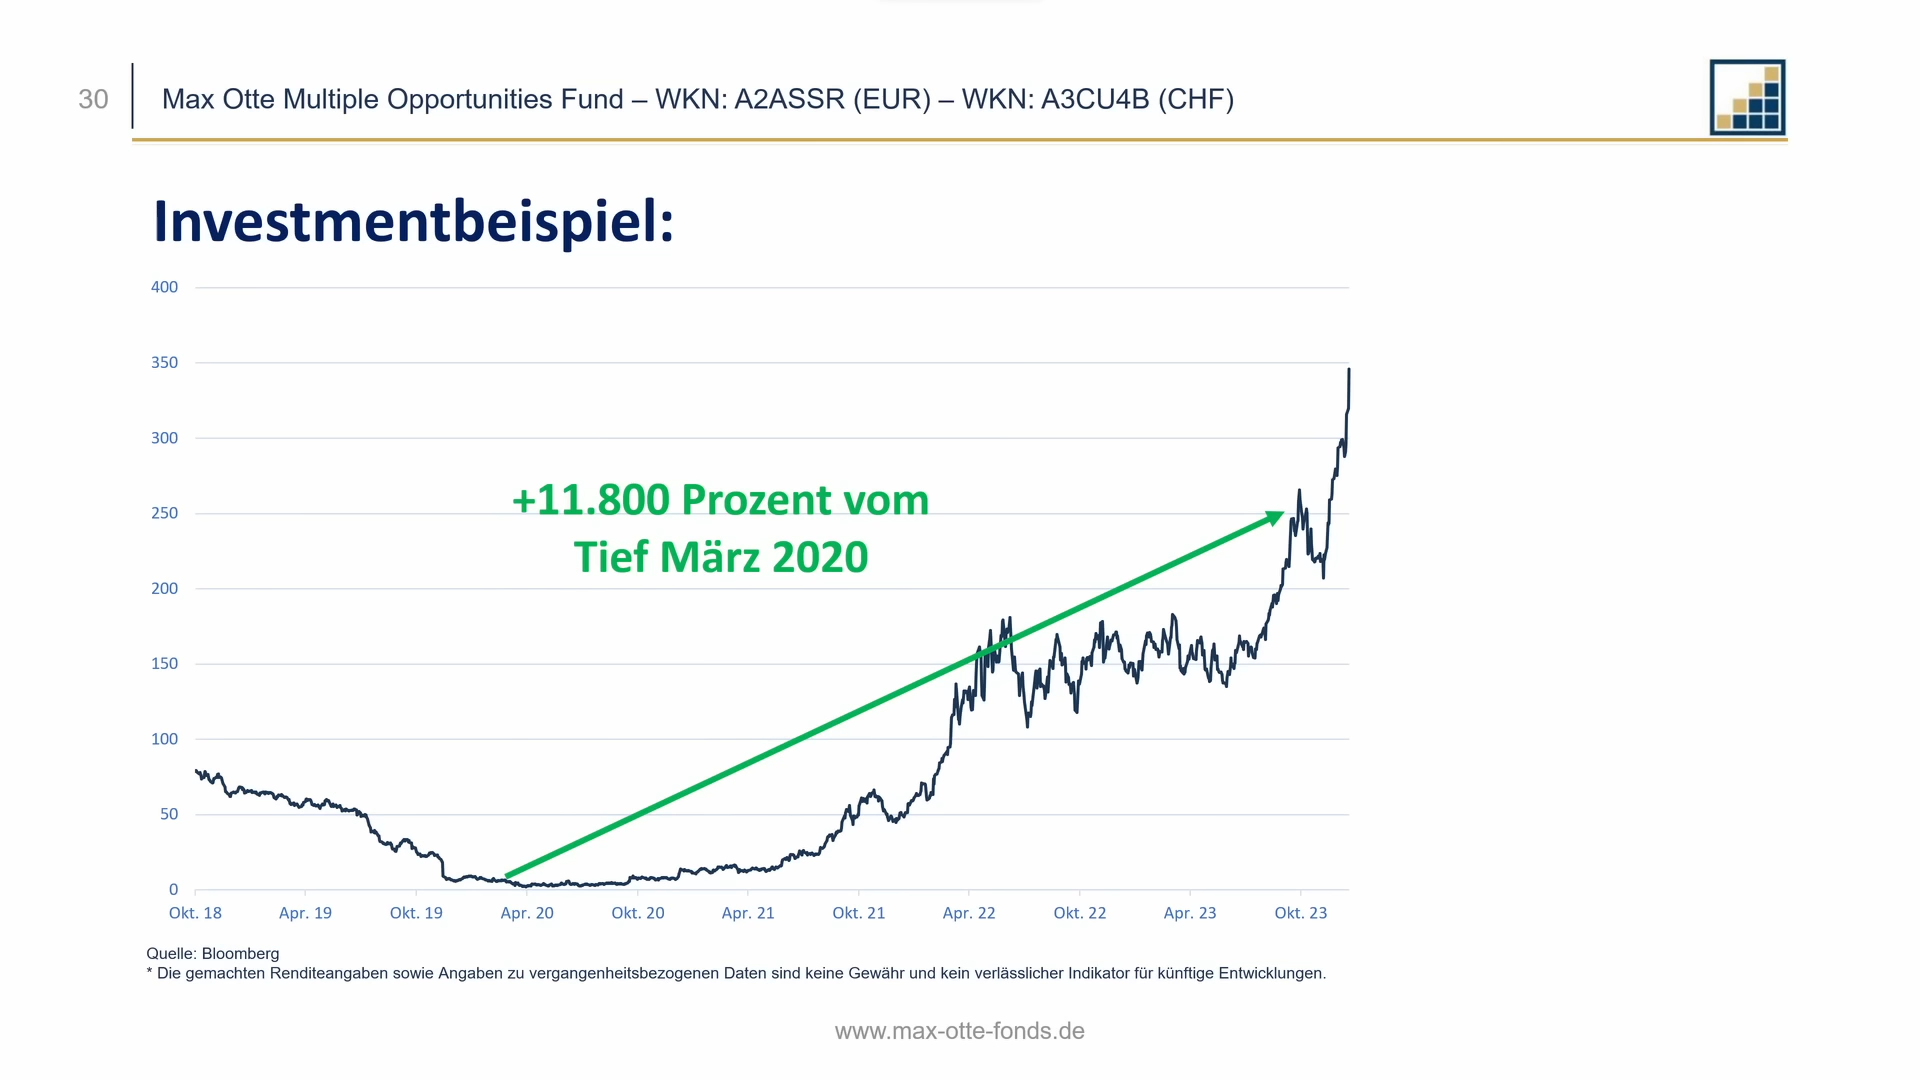 30
Max Otte Multiple Opportunities Fund – WKN: A2ASSR (EUR) – WKN: A3CU4B (CHF)
Investmentbeispiel:
400
350
300
250
200
150
100
50
0
+11.800 Prozent vom
Tief März 2020
Okt. 18 Apr. 19 Okt. 19 Apr. 20 Okt. 20 Apr. 21 Okt. 21 Apr. 22 Okt. 22 Apr. 23 Okt. 23
Quelle: Bloomberg
* Die gemachten Renditeangaben sowie Angaben zu vergangenheitsbezogenen Daten sind keine Gewähr und kein verlässlicher Indikator für künftige Entwicklungen.
www.max-otte-fonds.de